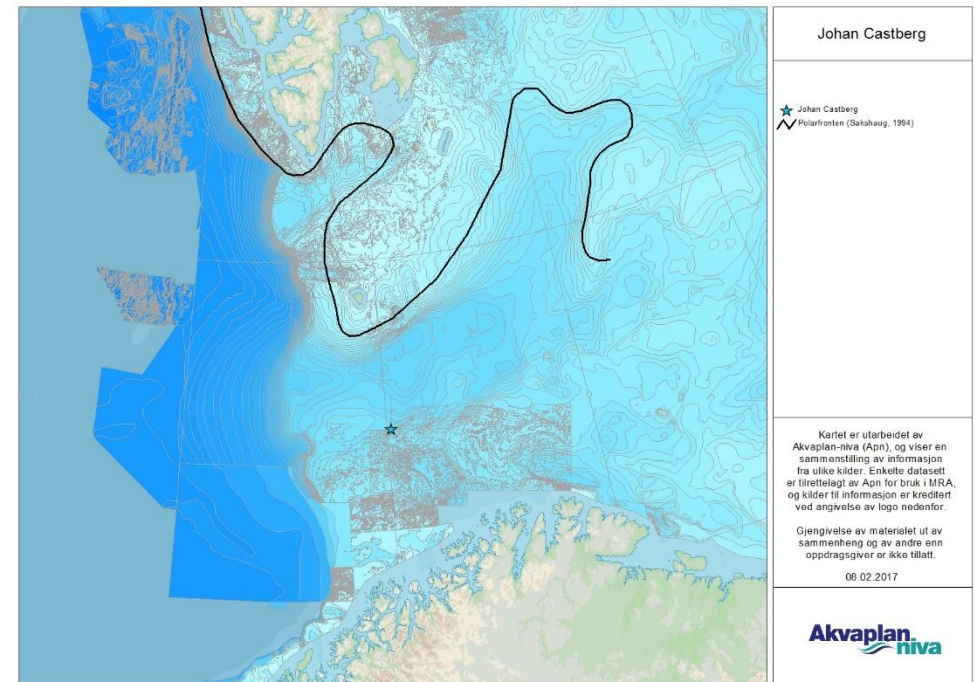 Johan Castberg
Johan Castberg
Polarfronten (Sakshaug, 1994)
Kartet er utarbeidet av
Akvaplan-niva (Apn), og viser en
sammenstilling av informasjon
fra ulike kilder. Enkelte datasett
er tilrettelagt av Apn for bruk i MRA,
og kilder til informasjon er kreditert
ved angivelse av logo nedenfor.
Gjengivelse av materialet ut av
sammenheng og av andre enn
oppdragsgiver er ikke tillatt.
08.02.2017
Akvaplan
niva